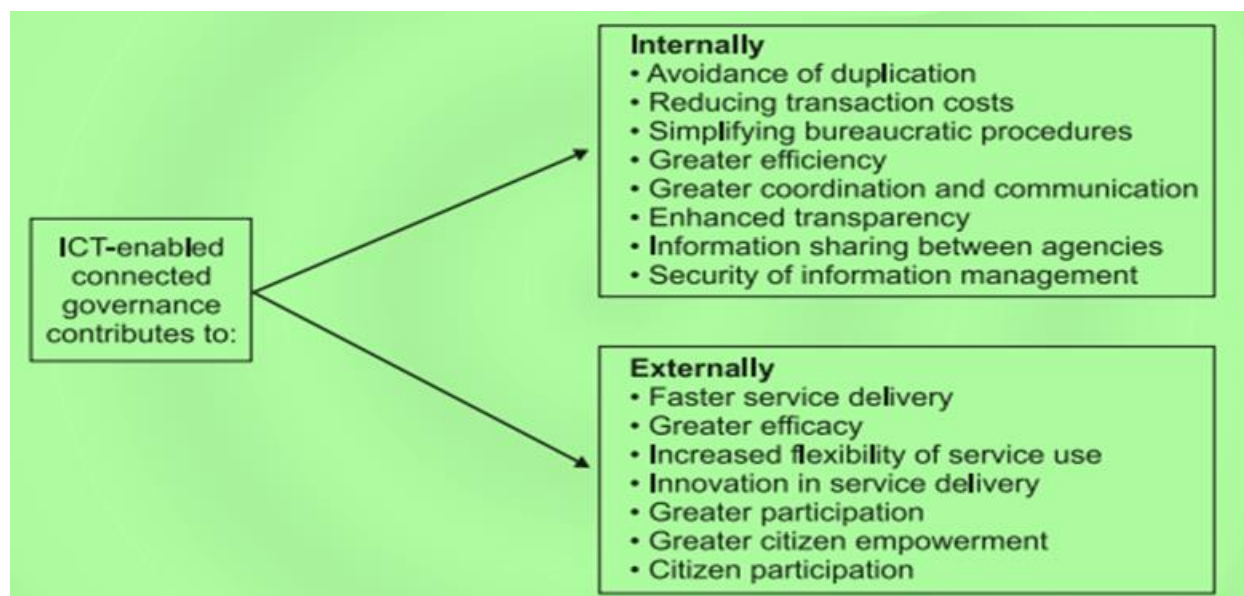 ICT-enabled
connected
governance
contributes to:
Internally
• Avoidance of duplication
• Reducing transaction costs
• Simplifying bureaucratic procedures
• Greater efficiency
• Greater coordination and communication
• Enhanced transparency
• Information sharing between agencies
• Security of information management
Externally
• Faster service delivery
• Greater efficacy
• Increased flexibility of service use
• Innovation in service delivery
• Greater participation
• Greater citizen empowerment
• Citizen participation